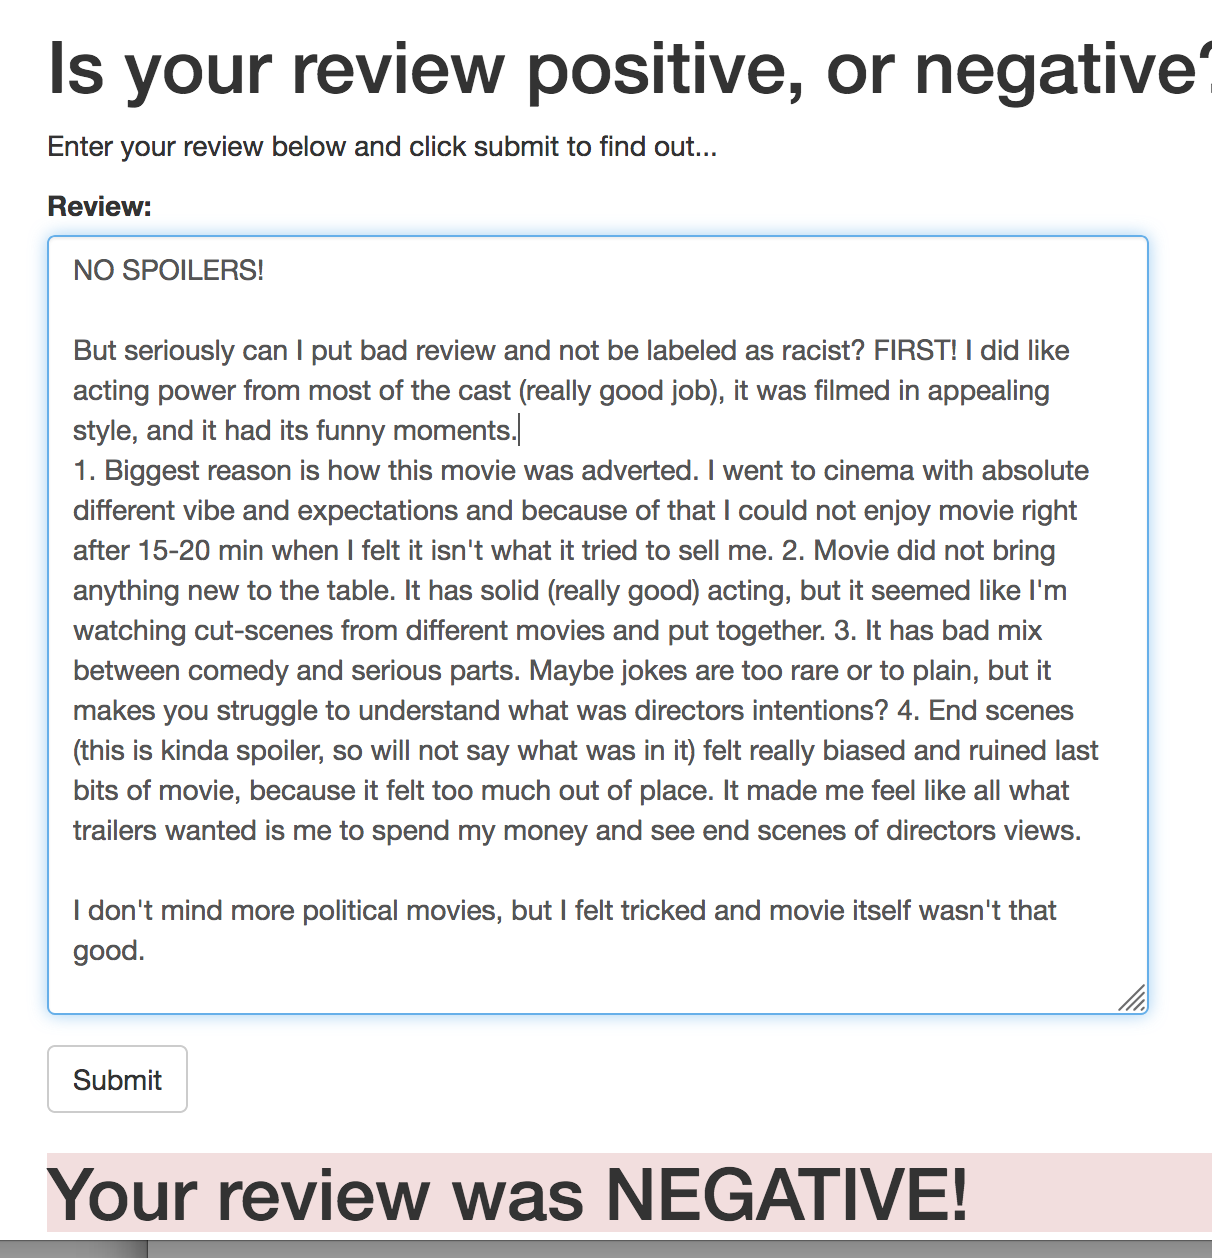 Is your review positive, or negative?
Enter your review below and click submit to find out...
Review:
NO SPOILERS!
But seriously can I put bad review and not be labeled as racist? FIRST! I did like
acting power from most of the cast (really good job), it was filmed in appealing
style, and it had its funny moments.
1. Biggest reason is how this movie was adverted. I went to cinema with absolute
different vibe and expectations and because of that I could not enjoy movie right
after 15-20 min when I felt it isn't what it tried to sell me. 2. Movie did not bring
anything new to the table. It has solid (really good) acting, but it seemed like I'm
watching cut-scenes from different movies and put together. 3. It has bad mix
between comedy and serious parts. Maybe jokes are too rare or to plain, but it
makes you struggle to understand what was directors intentions? 4. End scenes
(this is kinda spoiler, so will not say what was in it) felt really biased and ruined last
bits of movie, because it felt too much out of place. It made me feel like all what
trailers wanted is me to spend my money and see end scenes of directors views.
I don't mind more political movies, but I felt tricked and movie itself wasn't that
good.
Submit
Your review was NEGATIVE!